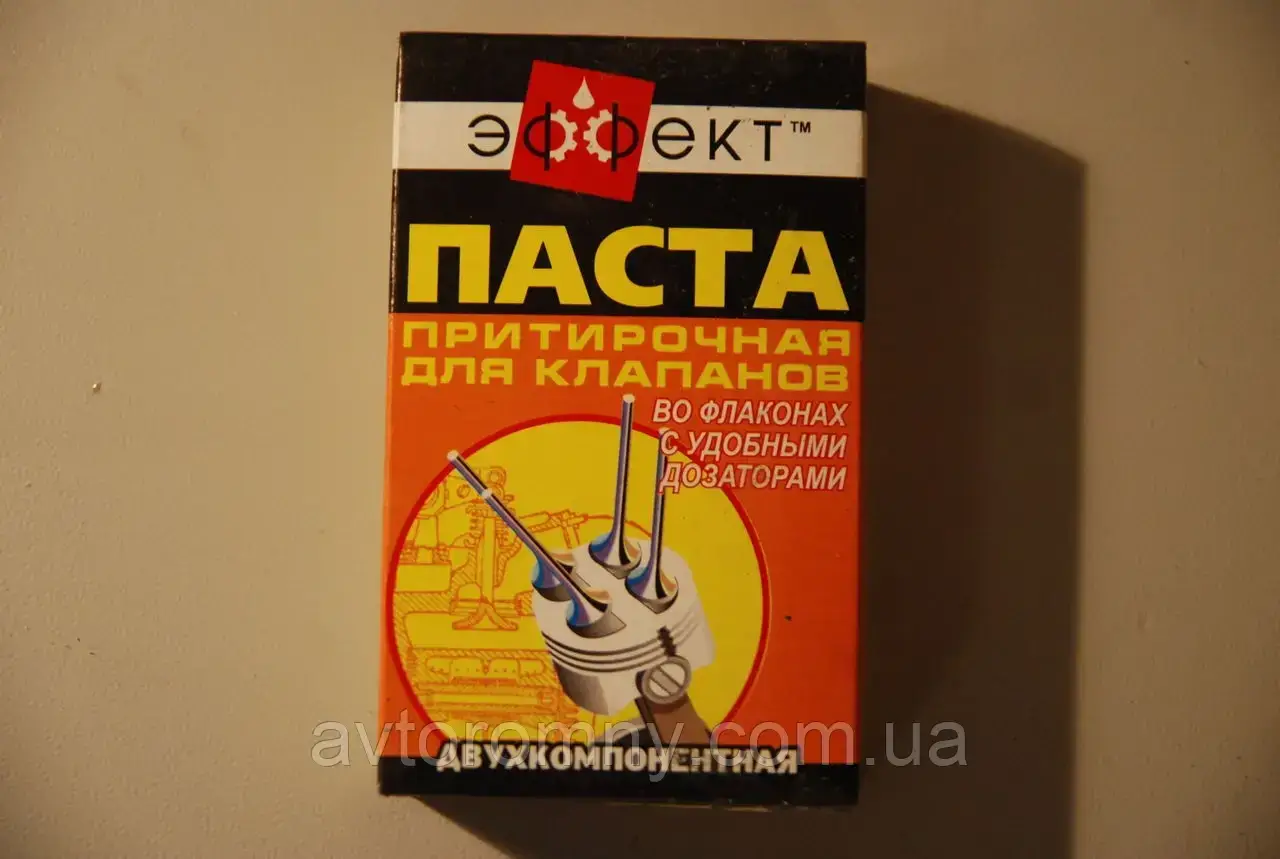 эффект™
ПАСТА
ПРИТИРОЧНАЯ
ДЛЯ КЛАПАНОВ
ВО ФЛАКОНАХ
С УДОБНЫМИ
ДОЗАТОРАМИ
avtoromny.com.ua
ДВУХКОМПОНЕНТНАЯ